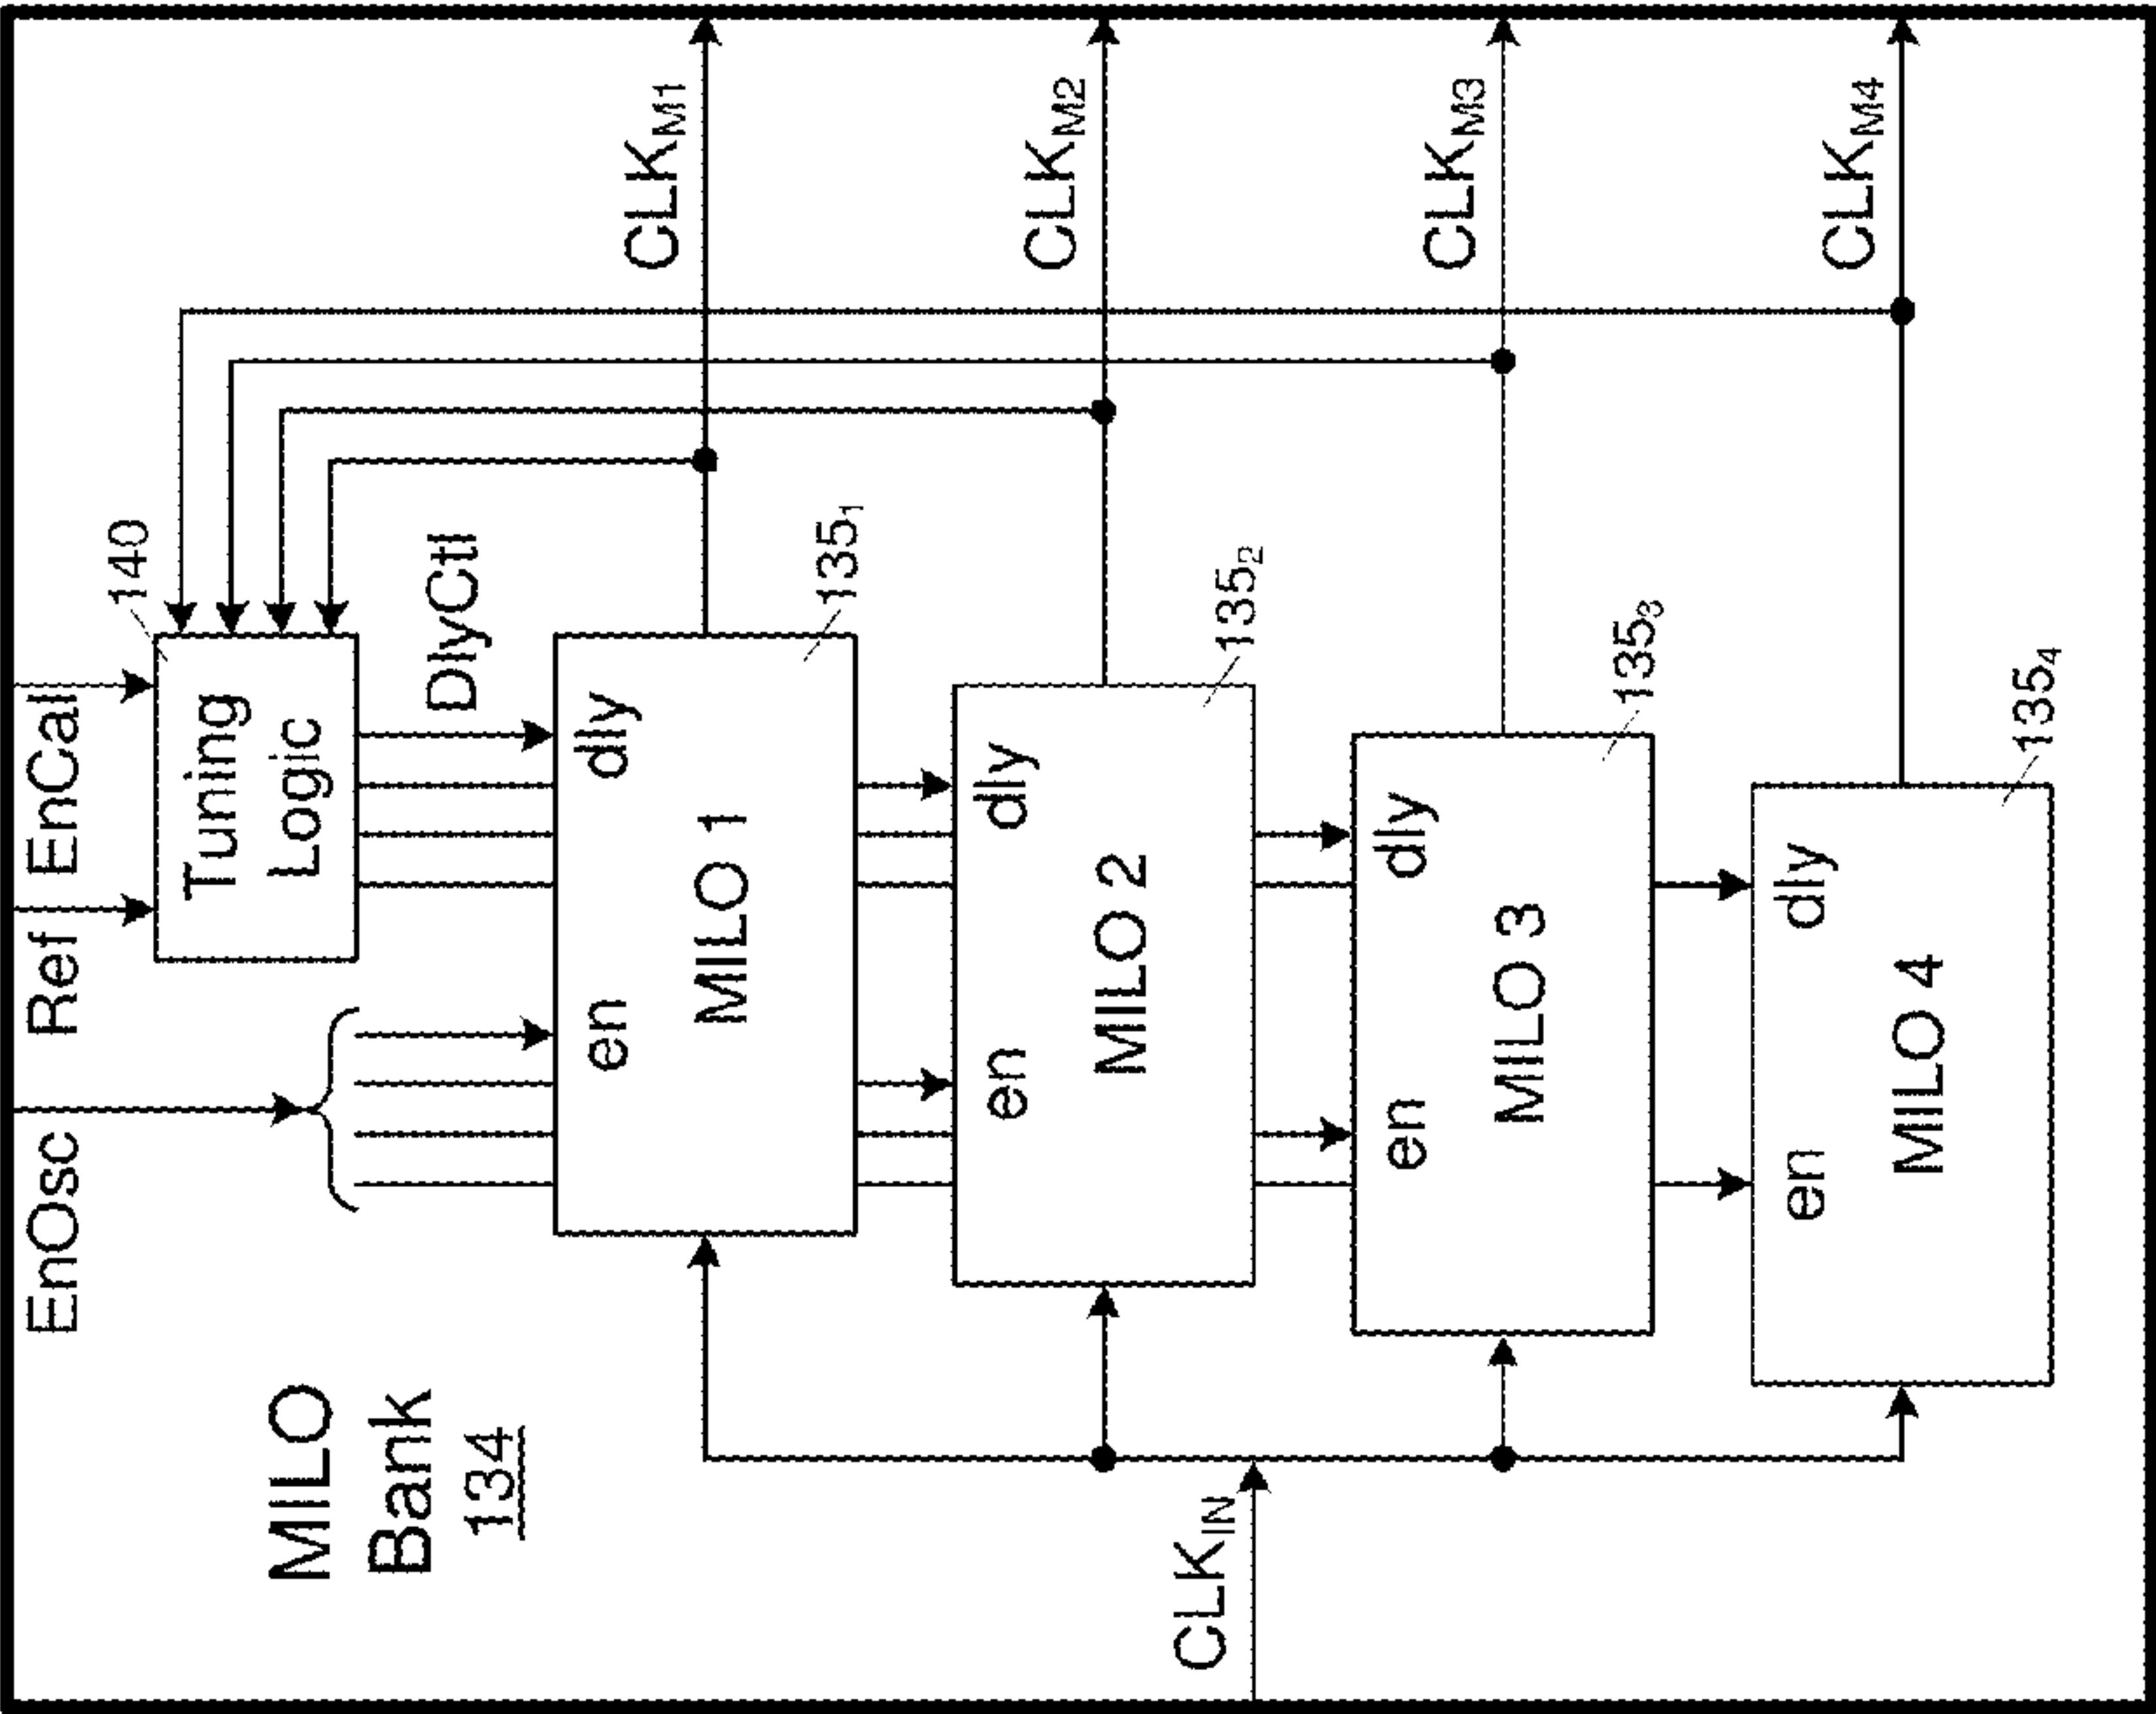 EnOsc Ref EnCal
140
Tuning
Logic
MILO
Bank
134
DlyCtl
en dly
MILO 1
135₁
CLK_M1
en dly
MILO 2
135₂
CLK_M2
CLK_IN
en dly
MILO 3
135₃
CLK_M3
en dly
MILO 4
135₄
CLK_M4